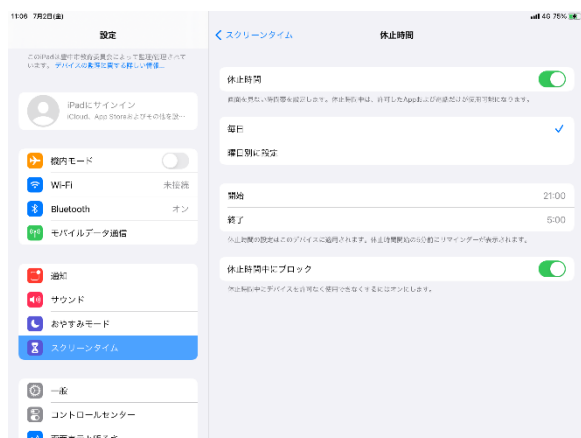 11:06 7月2日(金)
4G 75%
設定
スクリーンタイム
休止時間
このiPadは豊中市教育委員会によって監理/管理されて
います。デバイスの監理に関する詳しい情報...
iPadにサインイン
iCloud、App Storeおよびその他を設…
機内モード
Wi-Fi 未接続
Bluetooth オン
モバイルデータ通信
通知
サウンド
おやすみモード
スクリーンタイム
一般
コントロールセンター
休止時間
画面を見ない時間帯を設定します。休止時間中は、許可したAppおよび通話だけが使用可能になります。
毎日
曜日別に設定
開始 21:00
終了 5:00
休止時間の設定はこのデバイスに適用されます。休止時間開始の5分前にリマインダーが表示されます。
休止時間中にブロック
休止時間中にデバイスを許可なく使用できなくするにはオンにします。